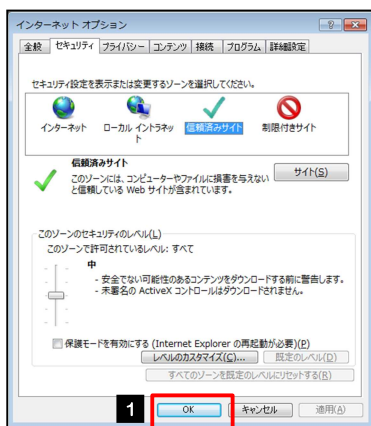 インターネット オプション
全般 セキュリティ プライバシー コンテンツ 接続 プログラム 詳細設定
セキュリティ設定を表示または変更するゾーンを選択してください。
インターネット ローカル イントラネット 信頼済みサイト 制限付きサイト
信頼済みサイト
このゾーンには、コンピューターやファイルに損害を与えない
と信頼している Web サイトが含まれています。
サイト(S)
このゾーンのセキュリティのレベル(L)
このゾーンで許可されているレベル: すべて
中
- 安全でない可能性のあるコンテンツをダウンロードする前に警告します。
- 未署名の ActiveX コントロールはダウンロードされません。
保護モードを有効にする (Internet Explorer の再起動が必要)(P)
レベルのカスタマイズ(C)... 既定のレベル(D)
すべてのゾーンを既定のレベルにリセットする(R)
1 OK キャンセル 適用(A)